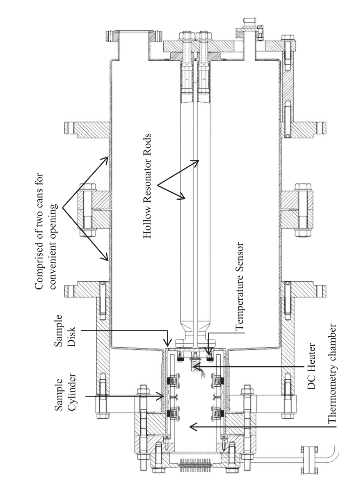 Comprised of two cans for
convenient opening
Hollow Resonator Rods
Sample
Disk
Temperature Sensor
Sample
Cylinder
DC Heater
Thermometry chamber